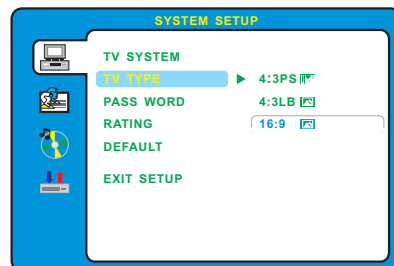 SYSTEM SETUP
TV SYSTEM
TV TYPE 4:3PS
PASS WORD 4:3LB
RATING 16:9
DEFAULT
EXIT SETUP